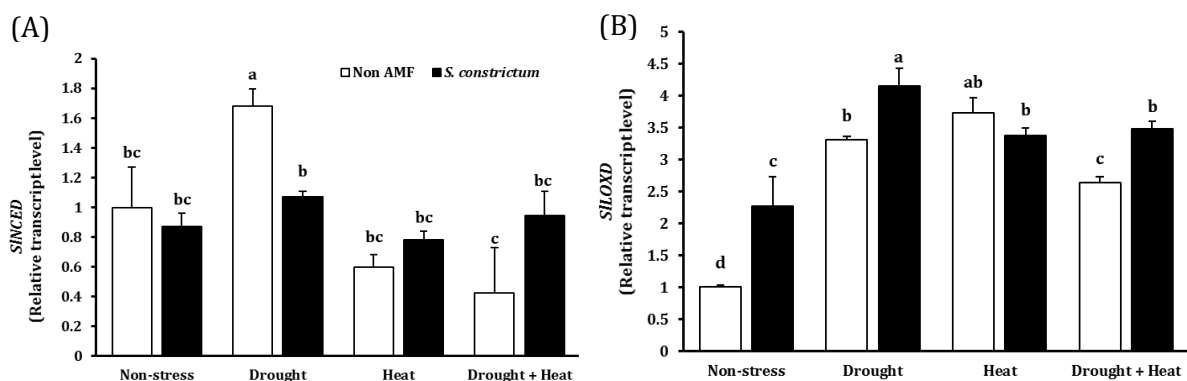 (A)
SlNCED
(Relative transcript level)
2
1.8
1.6
1.4
1.2
1
0.8
0.6
0.4
0.2
0
Non AMF
S. constrictum
bc
bc
a
b
bc
bc
c
bc
Non-stress
Drought
Heat
Drought + Heat
(B)
SlLOXD
(Relative transcript level)
5
4.5
4
3.5
3
2.5
2
1.5
1
0.5
0
d
c
b
a
ab
b
c
b
Non-stress
Drought
Heat
Drought + Heat